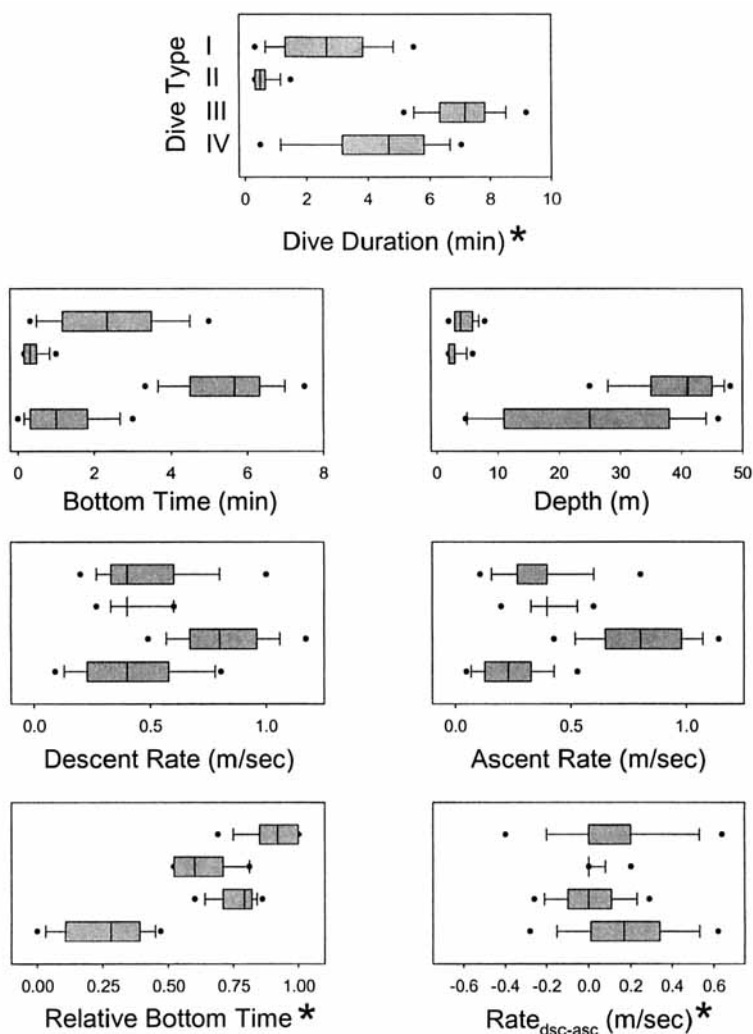 Dive Type
I
II
III
IV
0 2 4 6 8 10
Dive Duration (min) *
0 2 4 6 8
Bottom Time (min)
0 10 20 30 40 50
Depth (m)
0.0 0.5 1.0
Descent Rate (m/sec)
0.0 0.5 1.0
Ascent Rate (m/sec)
0.00 0.25 0.50 0.75 1.00
Relative Bottom Time *
-0.6 -0.4 -0.2 0.0 0.2 0.4 0.6
Rate dsc-asc (m/sec) *